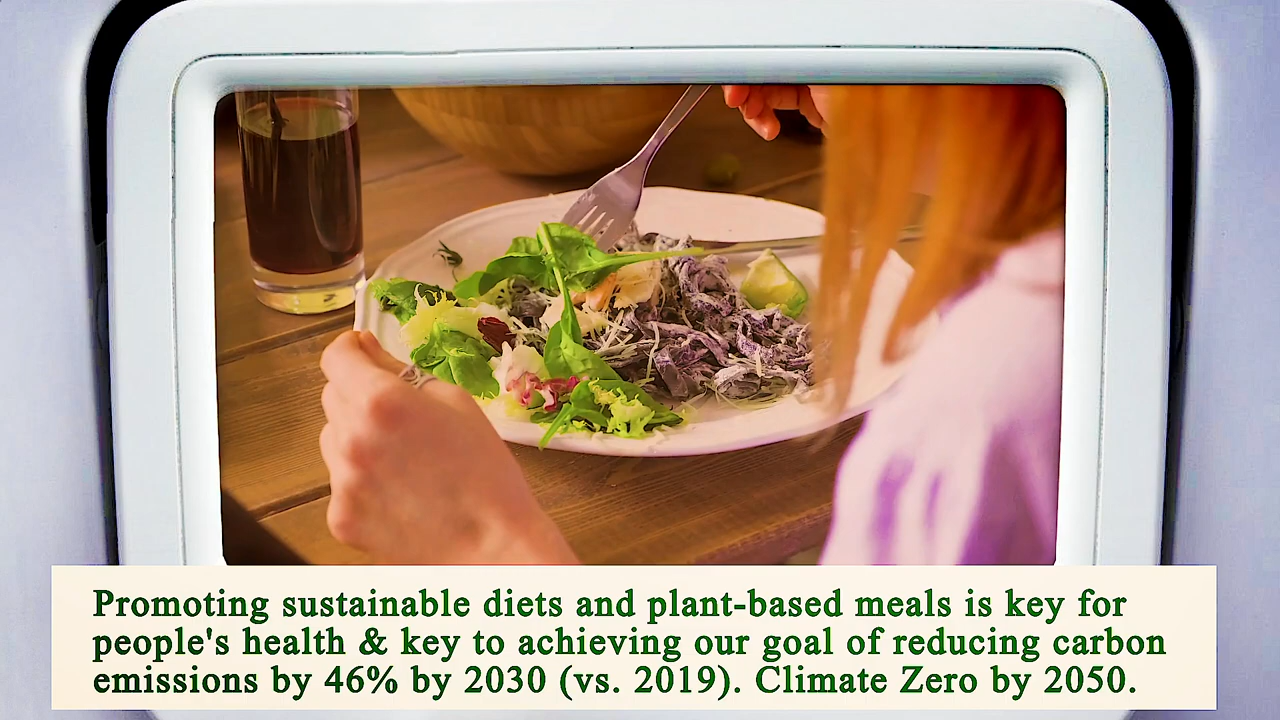 Promoting sustainable diets and plant-based meals is key for
people's health & key to achieving our goal of reducing carbon
emissions by 46% by 2030 (vs. 2019). Climate Zero by 2050.